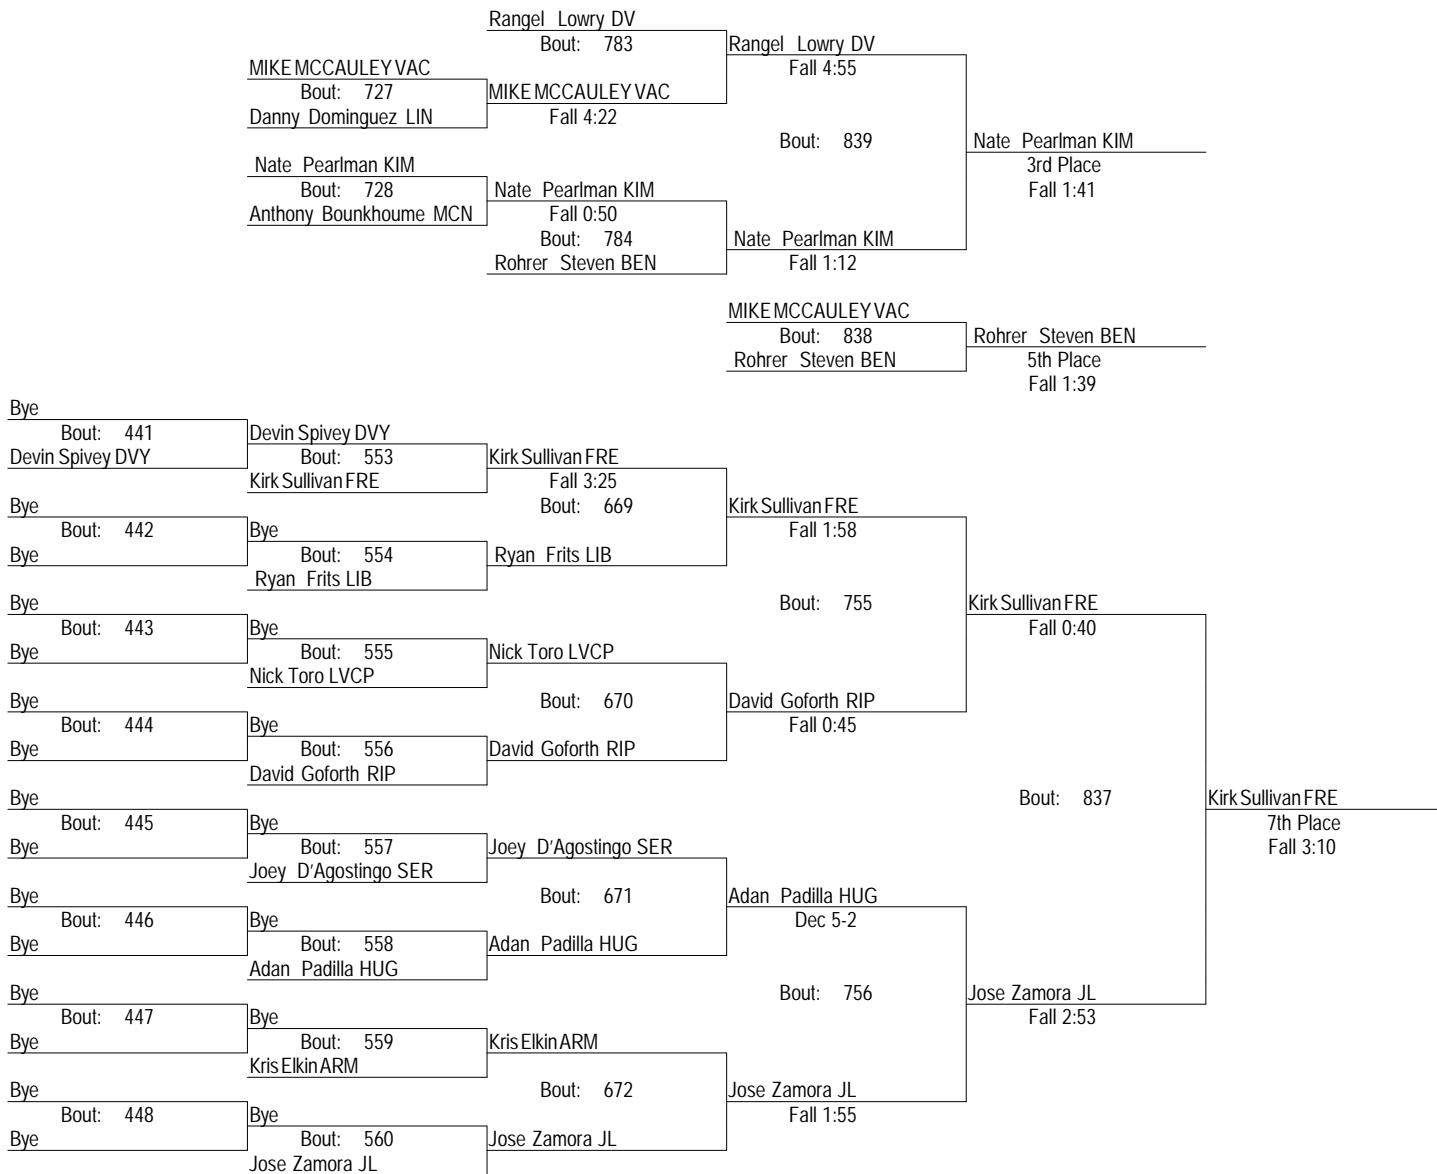 Rangel Lowry DV
Bout: 783
Rangel Lowry DV
Fall 4:55
MIKE MCCAULEY VAC
Bout: 727
Danny Dominguez LIN
MIKE MCCAULEY VAC
Fall 4:22
Bout: 839
Nate Pearlman KIM
3rd Place
Fall 1:41
Nate Pearlman KIM
Bout: 728
Anthony Bounkhoume MCN
Nate Pearlman KIM
Fall 0:50
Bout: 784
Rohrer Steven BEN
Nate Pearlman KIM
Fall 1:12
MIKE MCCAULEY VAC
Bout: 838
Rohrer Steven BEN
Rohrer Steven BEN
5th Place
Fall 1:39
Bye
Bout: 441
Devin Spivey DVY
Devin Spivey DVY
Bout: 553
Kirk Sullivan FRE
Kirk Sullivan FRE
Fall 3:25
Bout: 669
Bye
Bout: 442
Bye
Bye
Bout: 554
Ryan Frits LIB
Ryan Frits LIB
Kirk Sullivan FRE
Fall 1:58
Bye
Bout: 443
Bye
Bye
Bout: 555
Nick Toro LVCP
Nick Toro LVCP
Bout: 670
Bout: 755
Kirk Sullivan FRE
Fall 0:40
Bye
Bout: 444
Bye
Bye
Bout: 556
David Goforth RIP
David Goforth RIP
David Goforth RIP
Fall 0:45
Bye
Bout: 445
Bye
Bye
Bout: 557
Joey D'Agostingo SER
Joey D'Agostingo SER
Bout: 671
Bout: 837
Kirk Sullivan FRE
7th Place
Fall 3:10
Bye
Bout: 446
Bye
Bye
Bout: 558
Adan Padilla HUG
Adan Padilla HUG
Adan Padilla HUG
Dec 5-2
Bye
Bout: 447
Bye
Bye
Bout: 559
Kris Elkin ARM
Kris Elkin ARM
Bout: 672
Bout: 756
Jose Zamora JL
Fall 2:53
Bye
Bout: 448
Bye
Bye
Bout: 560
Jose Zamora JL
Jose Zamora JL
Jose Zamora JL
Fall 1:55